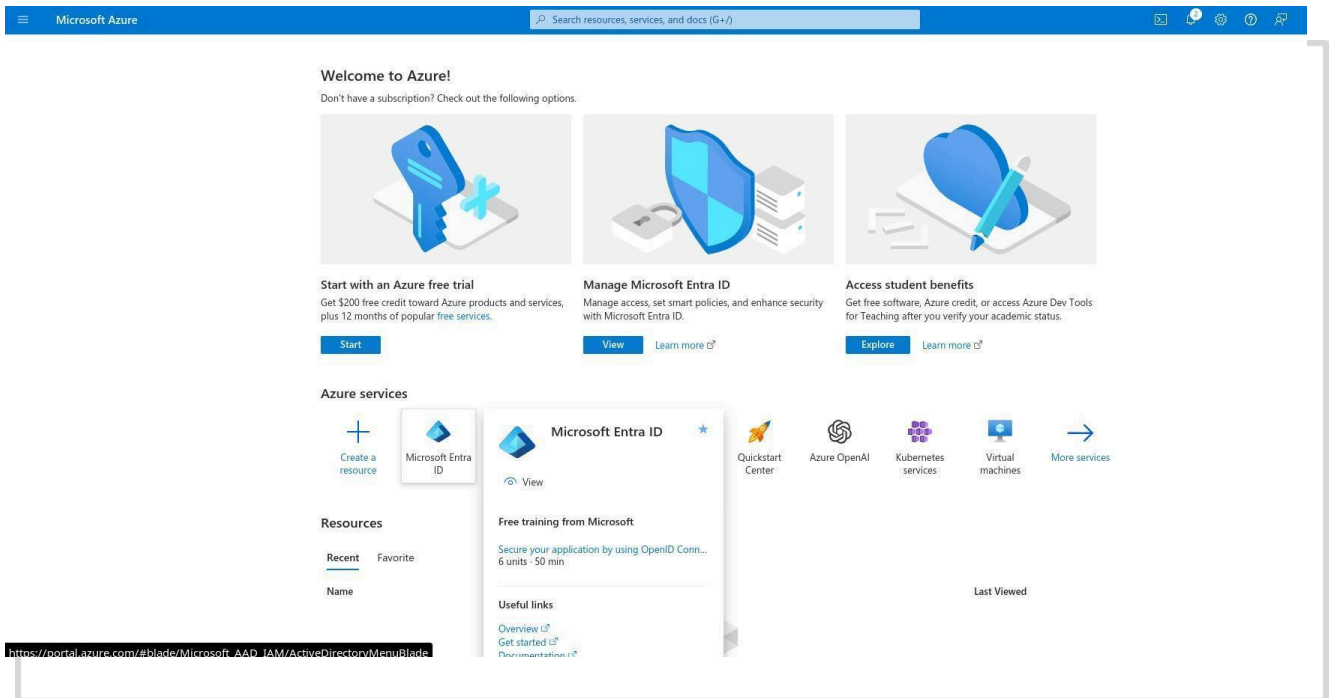 Microsoft Azure
Search resources, services, and docs (G+/)
2
Welcome to Azure!
Don't have a subscription? Check out the following options.
Start with an Azure free trial
Get $200 free credit toward Azure products and services,
plus 12 months of popular free services.
Start
Manage Microsoft Entra ID
Manage access, set smart policies, and enhance security
with Microsoft Entra ID.
View Learn more
Access student benefits
Get free software, Azure credit, or access Azure Dev Tools
for Teaching after you verify your academic status.
Explore Learn more
Azure services
Create a
resource
Microsoft Entra
ID
Microsoft Entra ID
View
Free training from Microsoft
Secure your application by using OpenID Conn...
6 units · 50 min
Useful links
Overview
Get started
Documentation
Quickstart
Center
Azure OpenAI
Kubernetes
services
Virtual
machines
More services
Resources
Recent Favorite
Name Last Viewed
https://portal.azure.com/#blade/Microsoft_AAD_IAM/ActiveDirectoryMenuBlade